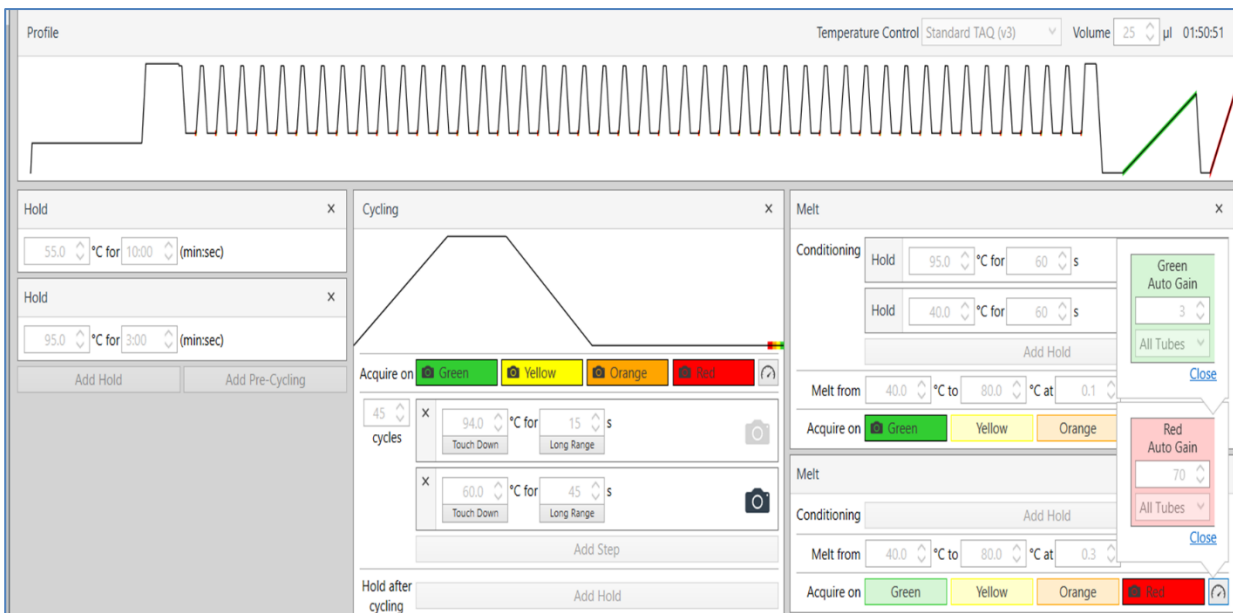 Profile
Temperature Control Standard TAQ (v3) Volume 25 µl 01:50:51
Hold X
55.0 °C for 10:00 (min:sec)
Hold X
95.0 °C for 3:00 (min:sec)
Add Hold Add Pre-Cycling
Cycling X
Acquire on Green Yellow Orange Red
45 cycles
X 94.0 °C for 15 s
Touch Down Long Range
X 60.0 °C for 45 s
Touch Down Long Range
Add Step
Hold after cycling Add Hold
Melt X
Conditioning Hold 95.0 °C for 60 s
Hold 40.0 °C for 60 s
Add Hold
Melt from 40.0 °C to 80.0 °C at 0.1
Acquire on Green Yellow Orange
Green
Auto Gain
3
All Tubes
Close
Red
Auto Gain
70
All Tubes
Close
Melt
Conditioning Add Hold
Melt from 40.0 °C to 80.0 °C at 0.3
Acquire on Green Yellow Orange Red